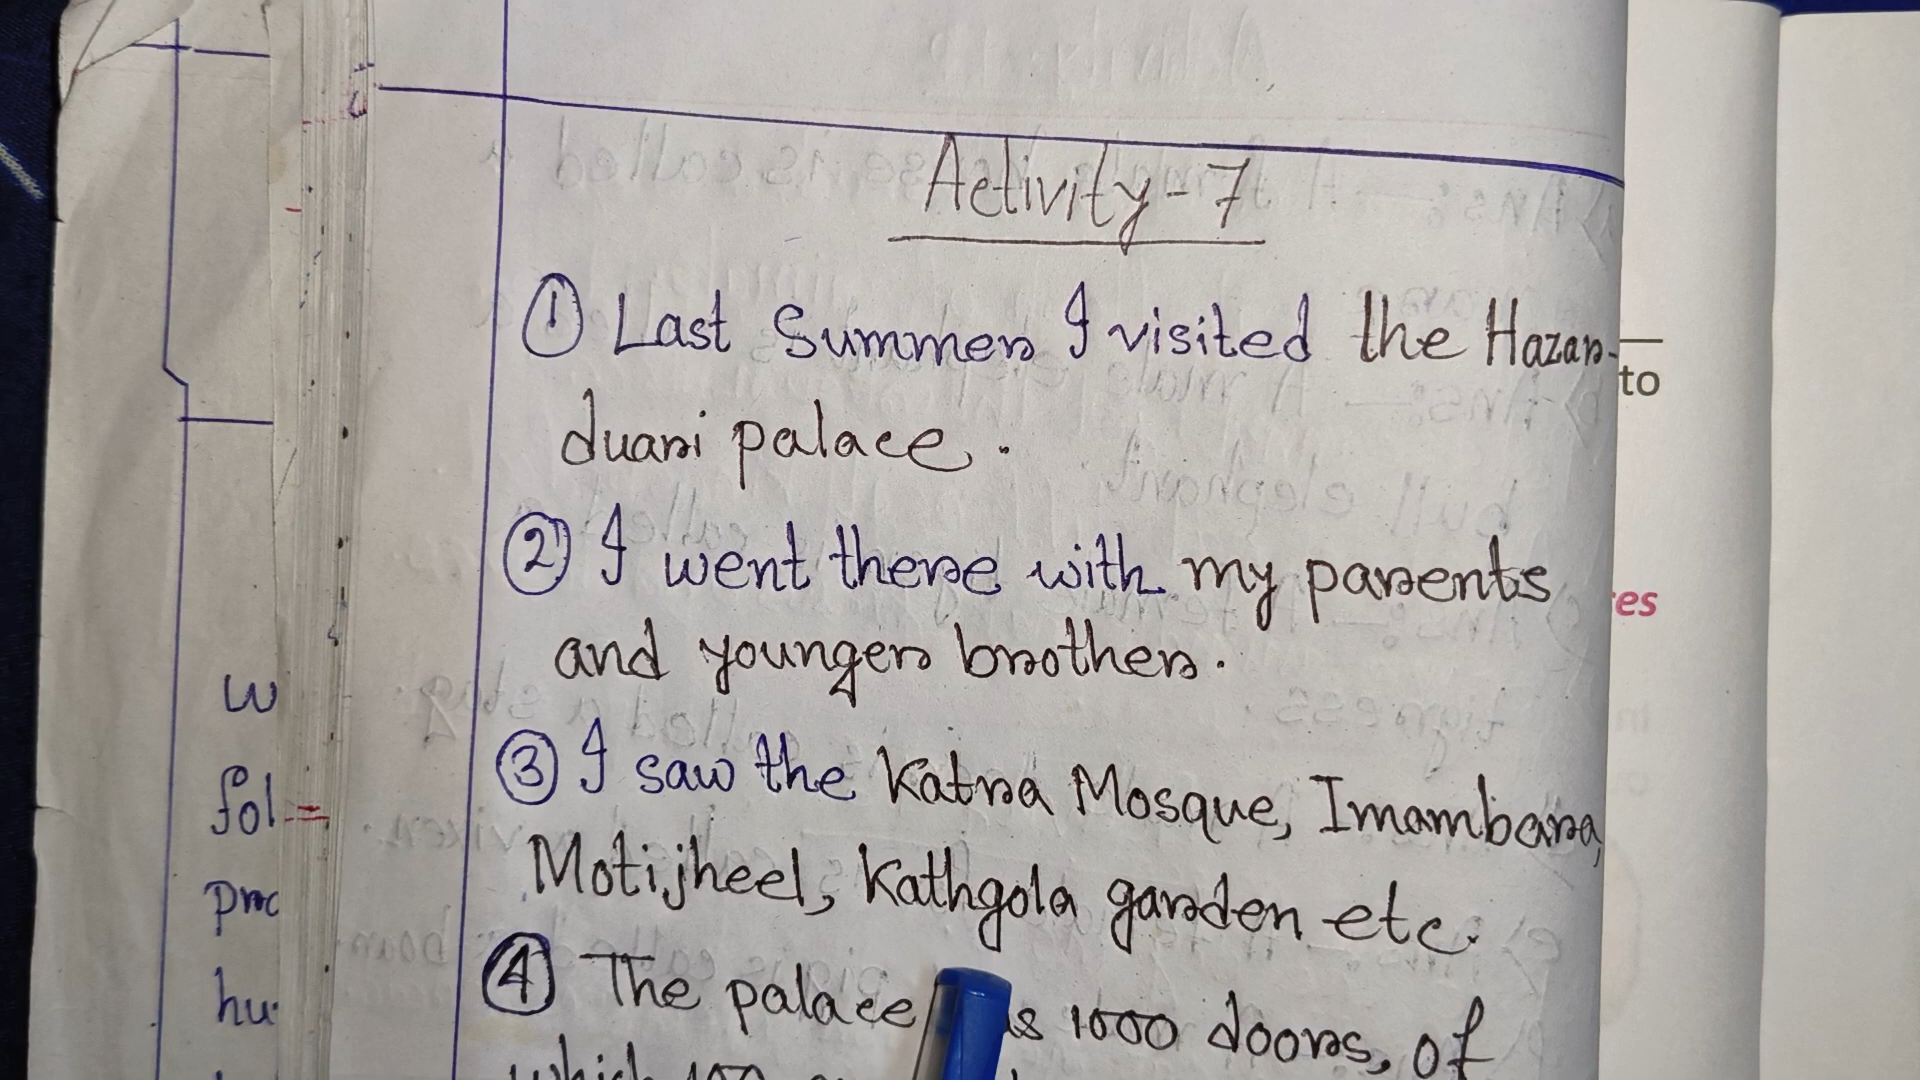 Activity-7
① Last Summer I visited the Hazar-
duari palace.
② I went there with my parents
and younger brother.
③ I saw the Katra Mosque, Imambara,
Motijheel, Kathgola garden etc.
④ The palace 1000 doors, of
which 100
to
es
w
fol
pro
hu